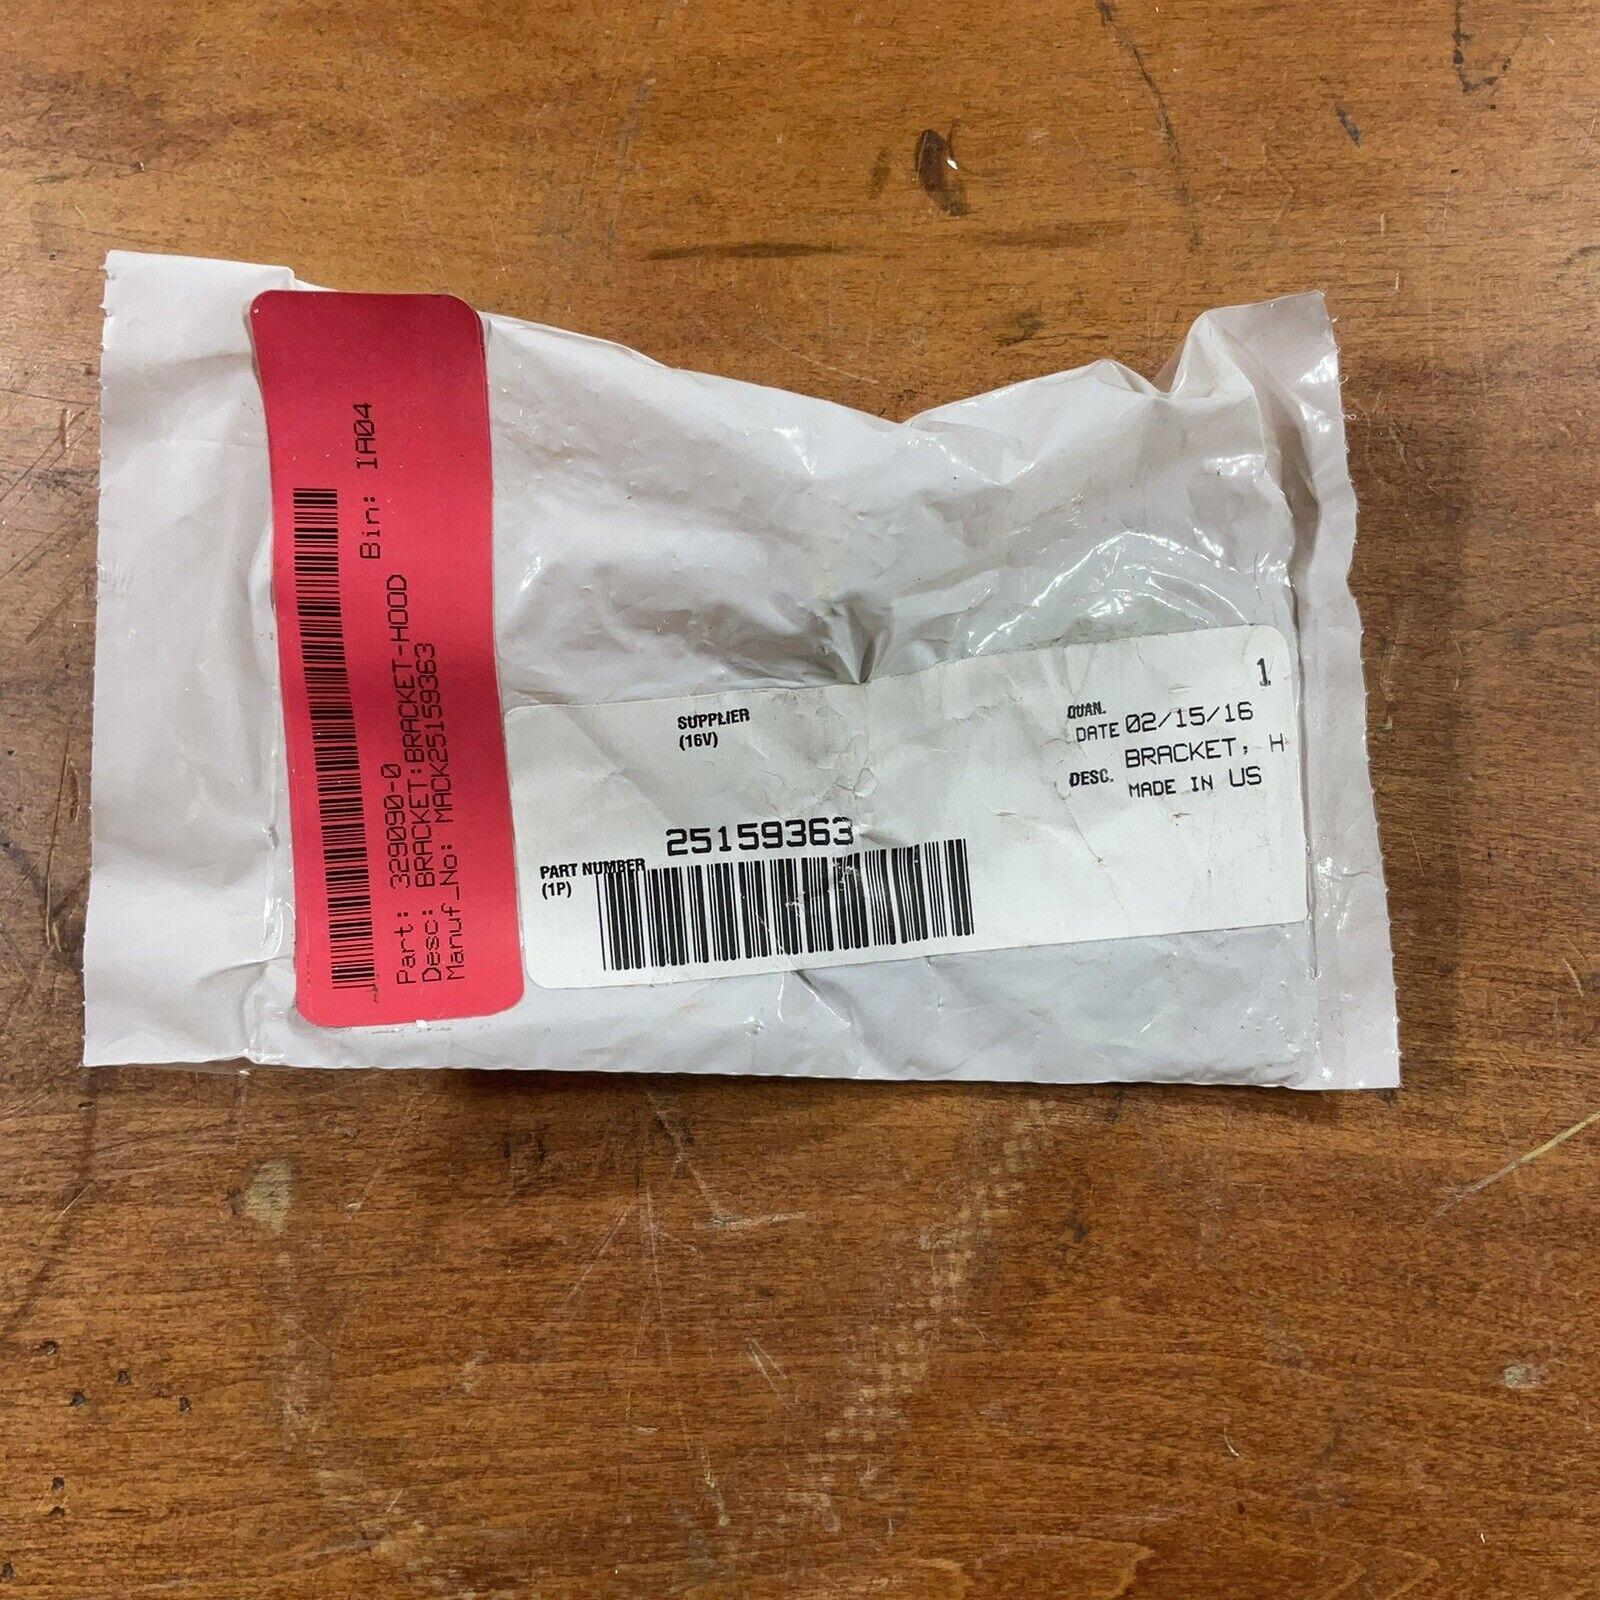 Bin: IA04
Part: 329090-0
Desc: BRACKET:BRACKET-HOOD
Manuf_No: MACK25159363
SUPPLIER
(16V)
QUAN. 1
DATE 02/15/16
DESC. BRACKET, H
MADE IN US
25159363
PART NUMBER
(1P)